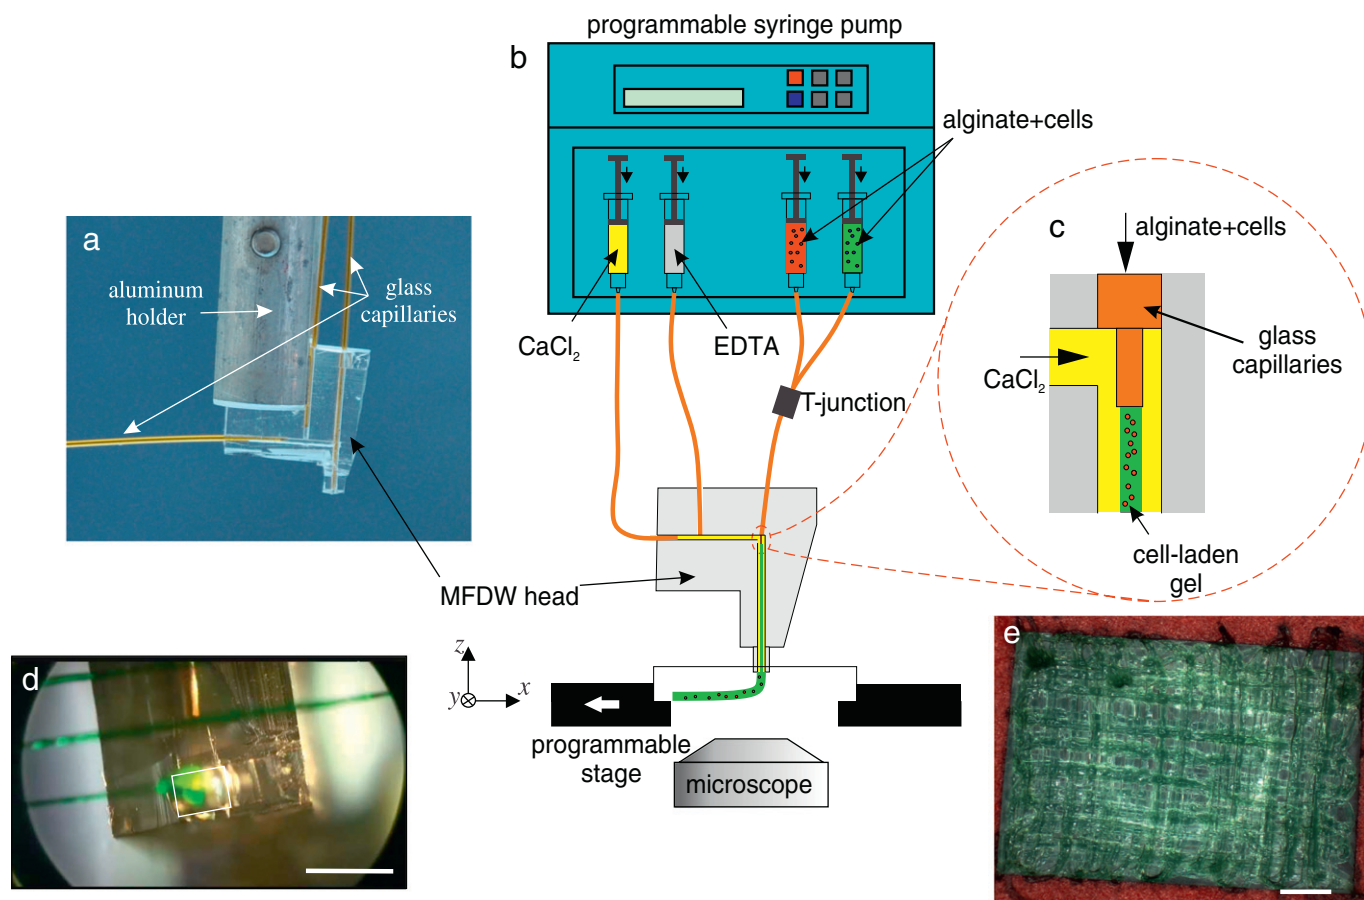 programmable syringe pump
b
alginate+cells
CaCl₂
EDTA
T-junction
a
aluminum
holder
glass
capillaries
c
alginate+cells
glass
capillaries
CaCl₂
cell-laden
gel
MFDW head
d
z
y
x
programmable
stage
microscope
e